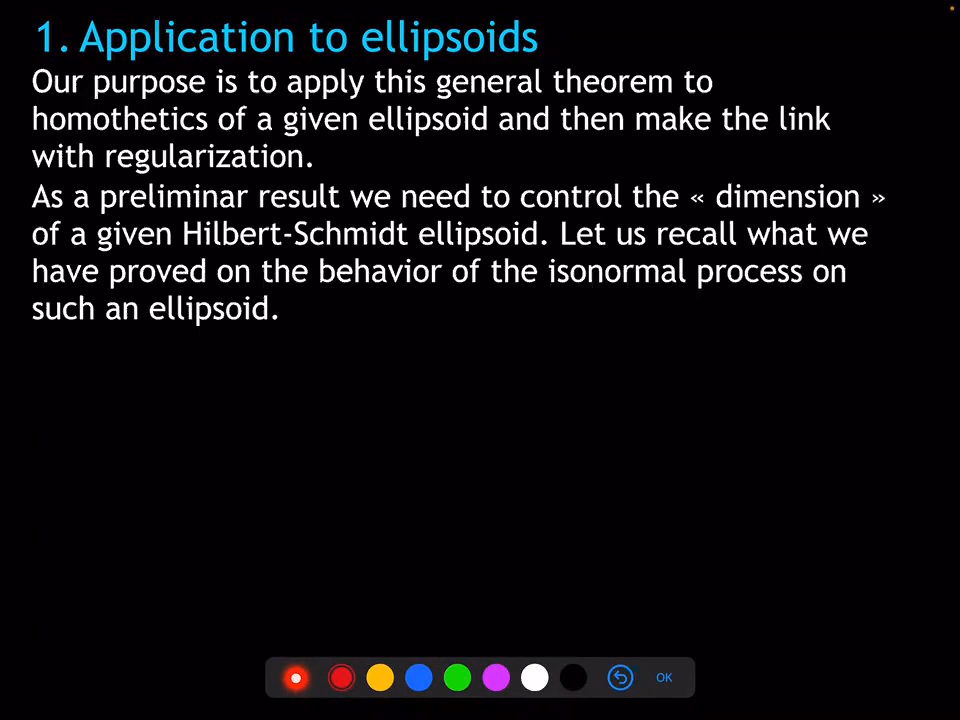 1. Application to ellipsoids
Our purpose is to apply this general theorem to
homothetics of a given ellipsoid and then make the link
with regularization.
As a preliminar result we need to control the « dimension »
of a given Hilbert-Schmidt ellipsoid. Let us recall what we
have proved on the behavior of the isonormal process on
such an ellipsoid.
OK